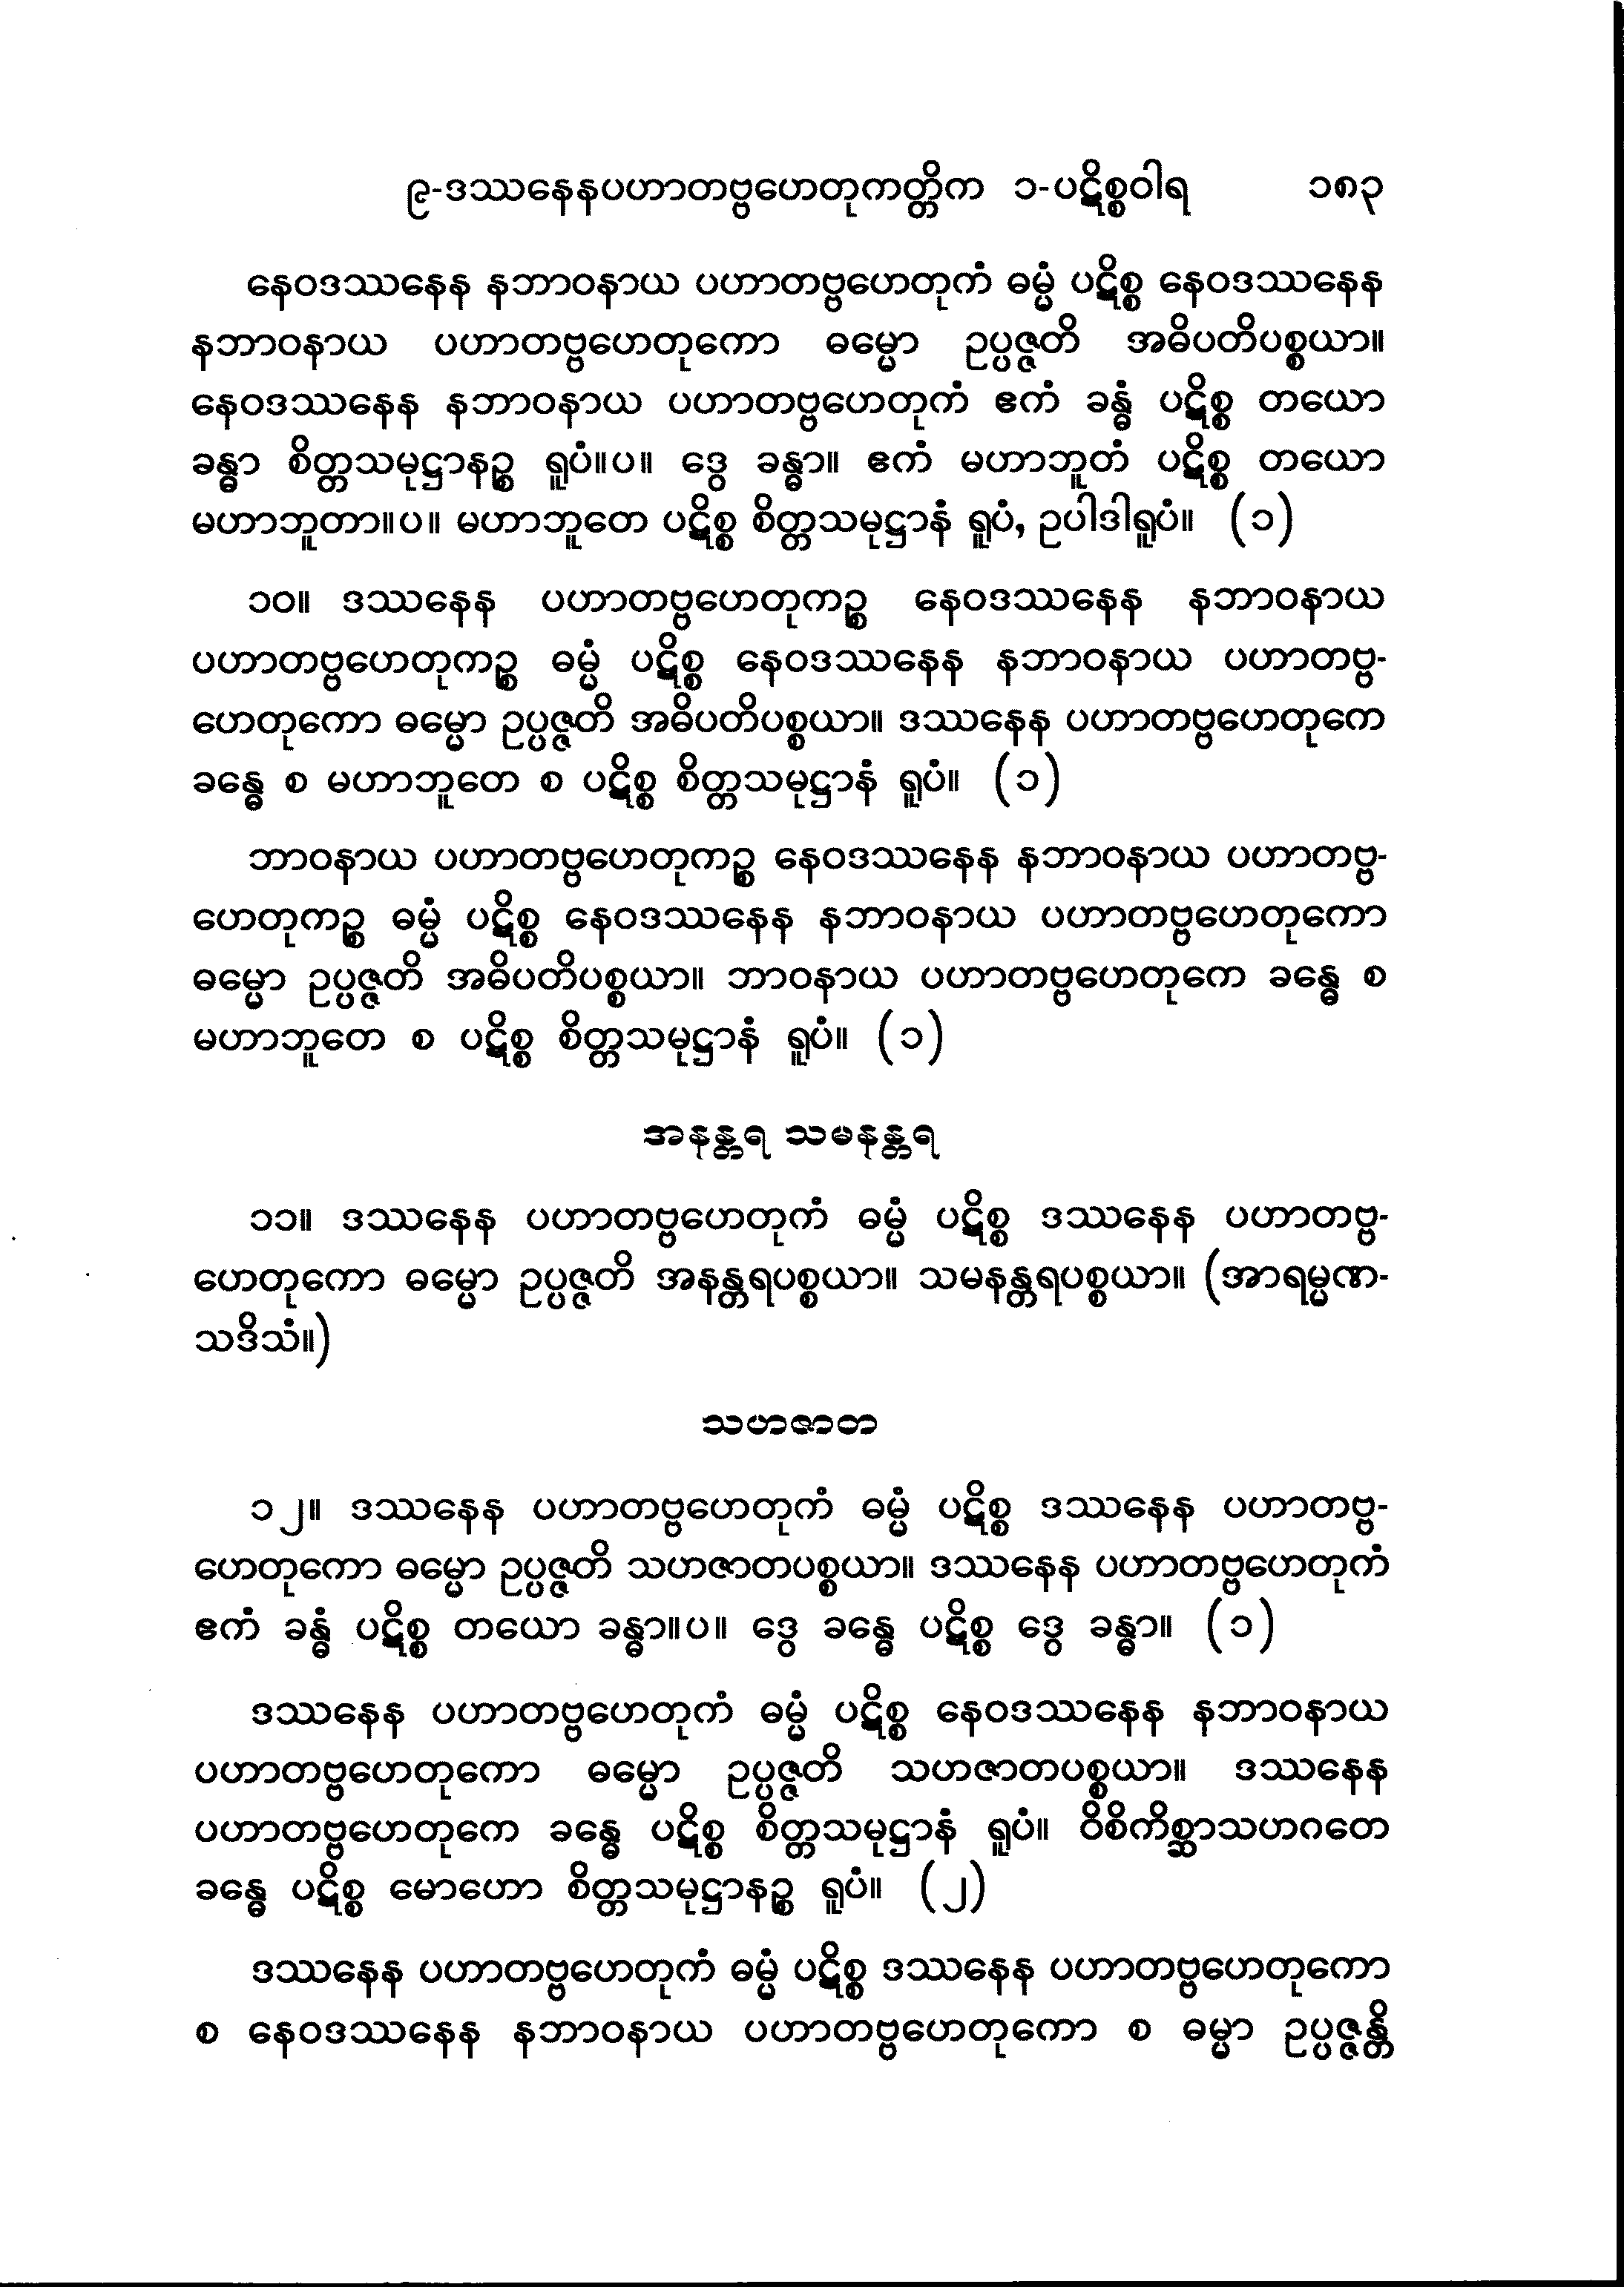 ၉-ဒဿနေနပဟာတဗ္ဗဟေတုကတ္တိက ၁-ပဋိစ္စဝါရ ၁၈၃
နေဝဒဿနေန နဘာဝနာယ ပဟာတဗ္ဗဟေတုကံ ဓမ္မံ ပဋိစ္စ နေဝဒဿနေန
နဘာဝနာယ ပဟာတဗ္ဗဟေတုကော ဓမ္မော ဥပ္ပဇ္ဇတိ အဓိပတိပစ္စယာ။
နေဝဒဿနေန နဘာဝနာယ ပဟာတဗ္ဗဟေတုကံ ဧကံ ခန္ဓံ ပဋိစ္စ တယော
ခန္ဓာ စိတ္တသမုဋ္ဌာနဉ္စ ရူပံ။ပ။ ဒွေ ခန္ဓာ။ ဧကံ မဟာဘူတံ ပဋိစ္စ တယော
မဟာဘူတာ။ပ။ မဟာဘူတေ ပဋိစ္စ စိတ္တသမုဋ္ဌာနံ ရူပံ, ဥပါဒါရူပံ။ (၁)
၁၀။ ဒဿနေန ပဟာတဗ္ဗဟေတုကဉ္စ နေဝဒဿနေန နဘာဝနာယ
ပဟာတဗ္ဗဟေတုကဉ္စ ဓမ္မံ ပဋိစ္စ နေဝဒဿနေန နဘာဝနာယ ပဟာတဗ္ဗ-
ဟေတုကော ဓမ္မော ဥပ္ပဇ္ဇတိ အဓိပတိပစ္စယာ။ ဒဿနေန ပဟာတဗ္ဗဟေတုကေ
ခန္ဓေ စ မဟာဘူတေ စ ပဋိစ္စ စိတ္တသမုဋ္ဌာနံ ရူပံ။ (၁)
ဘာဝနာယ ပဟာတဗ္ဗဟေတုကဉ္စ နေဝဒဿနေန နဘာဝနာယ ပဟာတဗ္ဗ-
ဟေတုကဉ္စ ဓမ္မံ ပဋိစ္စ နေဝဒဿနေန နဘာဝနာယ ပဟာတဗ္ဗဟေတုကော
ဓမ္မော ဥပ္ပဇ္ဇတိ အဓိပတိပစ္စယာ။ ဘာဝနာယ ပဟာတဗ္ဗဟေတုကေ ခန္ဓေ စ
မဟာဘူတေ စ ပဋိစ္စ စိတ္တသမုဋ္ဌာနံ ရူပံ။ (၁)
အနန္တရ သမနန္တရ
၁၁။ ဒဿနေန ပဟာတဗ္ဗဟေတုကံ ဓမ္မံ ပဋိစ္စ ဒဿနေန ပဟာတဗ္ဗ-
ဟေတုကော ဓမ္မော ဥပ္ပဇ္ဇတိ အနန္တရပစ္စယာ။ သမနန္တရပစ္စယာ။ (အာရမ္မဏ-
သဒိသံ။)
သဟဇာတ
၁၂။ ဒဿနေန ပဟာတဗ္ဗဟေတုကံ ဓမ္မံ ပဋိစ္စ ဒဿနေန ပဟာတဗ္ဗ-
ဟေတုကော ဓမ္မော ဥပ္ပဇ္ဇတိ သဟဇာတပစ္စယာ။ ဒဿနေန ပဟာတဗ္ဗဟေတုကံ
ဧကံ ခန္ဓံ ပဋိစ္စ တယော ခန္ဓာ။ပ။ ဒွေ ခန္ဓေ ပဋိစ္စ ဒွေ ခန္ဓာ။ (၁)
ဒဿနေန ပဟာတဗ္ဗဟေတုကံ ဓမ္မံ ပဋိစ္စ နေဝဒဿနေန နဘာဝနာယ
ပဟာတဗ္ဗဟေတုကော ဓမ္မော ဥပ္ပဇ္ဇတိ သဟဇာတပစ္စယာ။ ဒဿနေန
ပဟာတဗ္ဗဟေတုကေ ခန္ဓေ ပဋိစ္စ စိတ္တသမုဋ္ဌာနံ ရူပံ။ ဝိစိကိစ္ဆာသဟဂတေ
ခန္ဓေ ပဋိစ္စ မောဟော စိတ္တသမုဋ္ဌာနဉ္စ ရူပံ။ (၂)
ဒဿနေန ပဟာတဗ္ဗဟေတုကံ ဓမ္မံ ပဋိစ္စ ဒဿနေန ပဟာတဗ္ဗဟေတုကော
စ နေဝဒဿနေန နဘာဝနာယ ပဟာတဗ္ဗဟေတုကော စ ဓမ္မာ ဥပ္ပဇ္ဇန္တိ